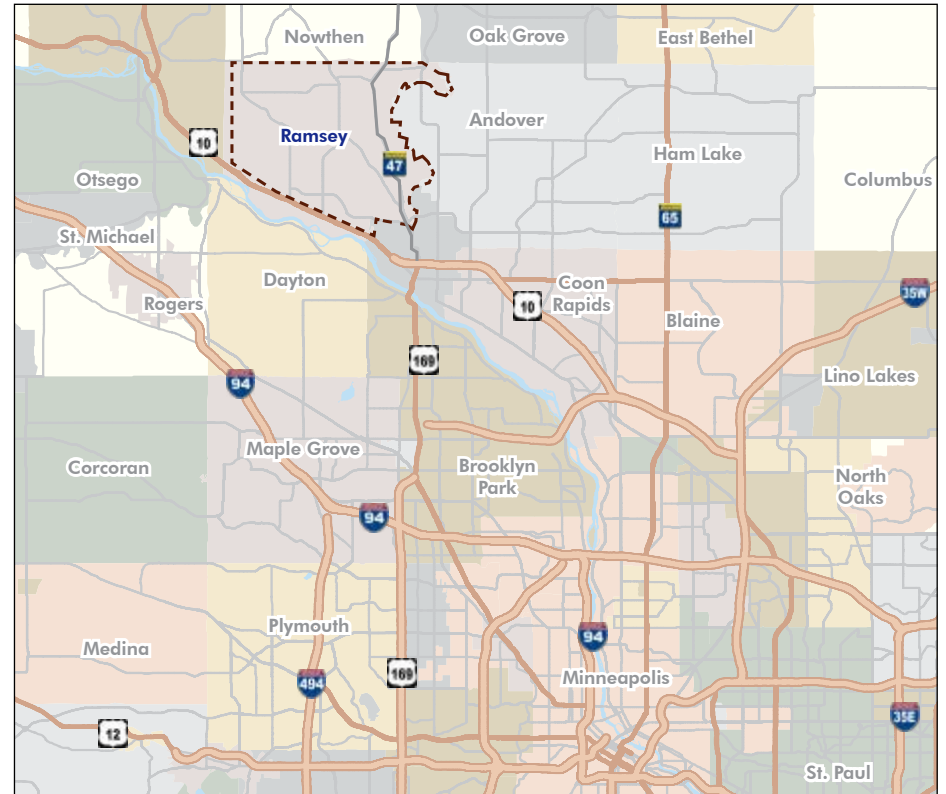 Nowthen
Oak Grove
East Bethel
Ramsey
Andover
10
47
Ham Lake
Otsego
Columbus
65
St. Michael
Dayton
Coon
Rapids
35W
Rogers
10
Blaine
169
94
Lino Lakes
Maple Grove
Corcoran
Brooklyn
Park
North
Oaks
94
Plymouth
94
Medina
169
Minneapolis
494
35E
12
St. Paul